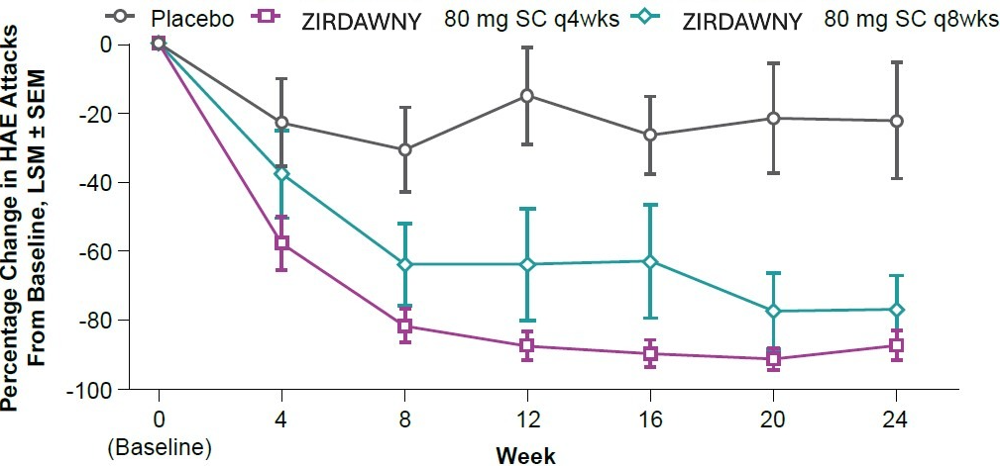 Placebo ZIRDAWNY 80 mg SC q4wks ZIRDAWNY 80 mg SC q8wks
Percentage Change in HAE Attacks
From Baseline, LSM ± SEM
0
-20
-40
-60
-80
-100
0 4 8 12 16 20 24
(Baseline)
Week